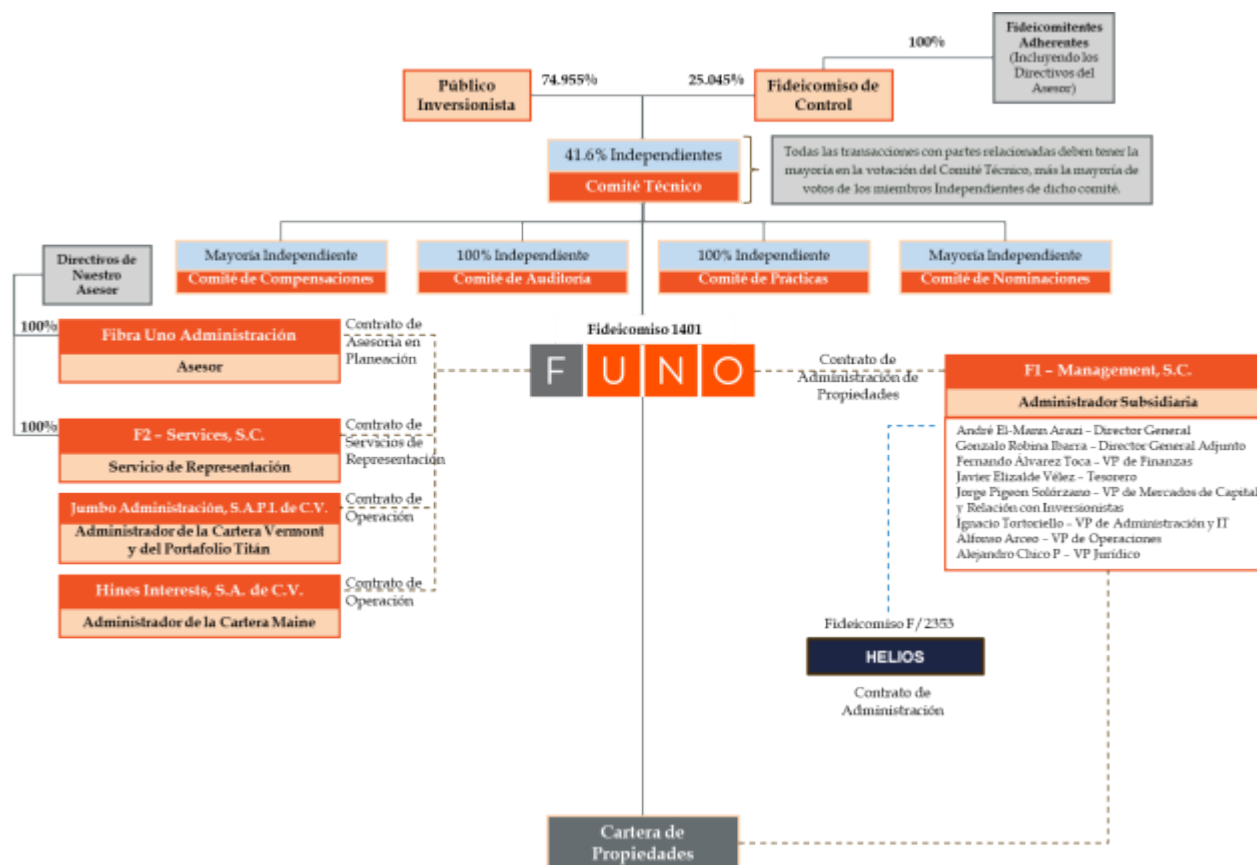 Fideicomitentes
Adherentes
(Incluyendo los
Directivos del
Asesor)
100%
74.955%
25.045%
Público
Inversionista
Fideicomiso de
Control
41.6% Independientes
Comité Técnico
Todas las transacciones con partes relacionadas deben tener la
mayoría en la votación del Comité Técnico, más la mayoría de
votos de los miembros Independientes de dicho comité.
Mayoría Independiente
Comité de Compensaciones
100% Independiente
Comité de Auditoría
100% Independiente
Comité de Prácticas
Mayoría Independiente
Comité de Nominaciones
Directivos de
Nuestro
Asesor
100%
Fibra Uno Administración
Asesor
Contrato de
Asesoría en
Planeación
Fideicomiso 1401
FUNO
Contrato de
Administración de
Propiedades
F1 – Management, S.C.
Administrador Subsidiaria
André El-Mann Arazi – Director General
Gonzalo Robina Ibarra – Director General Adjunto
Fernando Álvarez Toca – VP de Finanzas
Javier Elizalde Vélez – Tesorero
Jorge Pigeon Solórzano – VP de Mercados de Capital
y Relación con Inversionistas
Ignacio Tortoriello – VP de Administración y IT
Alfonso Arceo – VP de Operaciones
Alejandro Chico P – VP Jurídico
100%
F2 – Services, S.C.
Servicio de Representación
Contrato de
Servicios de
Representación
Jumbo Administración, S.A.P.I. de C.V.
Administrador de la Cartera Vermont
y del Portafolio Titán
Contrato de
Operación
Hines Interests, S.A. de C.V.
Administrador de la Cartera Maine
Contrato de
Operación
Fideicomiso F/2353
HELIOS
Contrato de
Administración
Cartera de
Propiedades